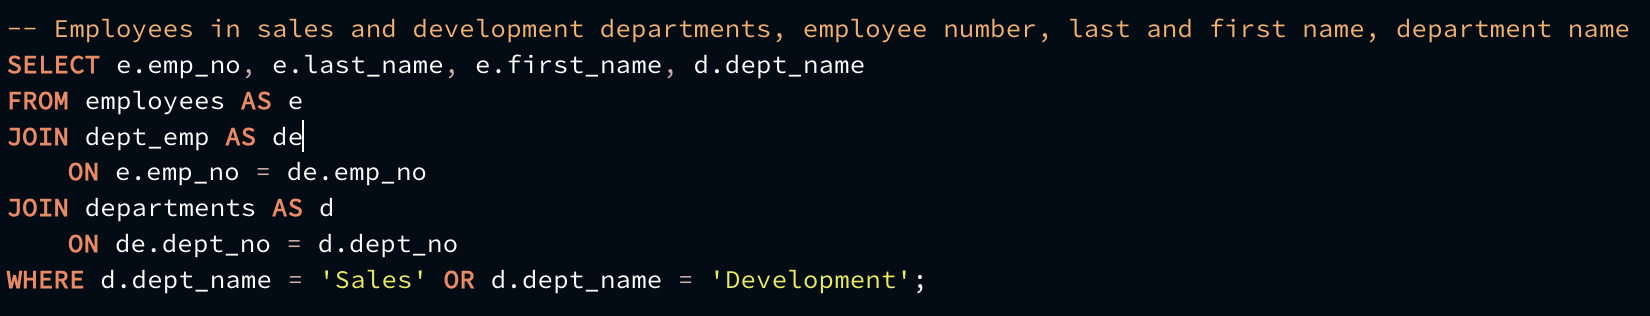 -- Employees in sales and development departments, employee number, last and first name, department name
SELECT e.emp_no, e.last_name, e.first_name, d.dept_name
FROM employees AS e
JOIN dept_emp AS de
    ON e.emp_no = de.emp_no
JOIN departments AS d
    ON de.dept_no = d.dept_no
WHERE d.dept_name = 'Sales' OR d.dept_name = 'Development';